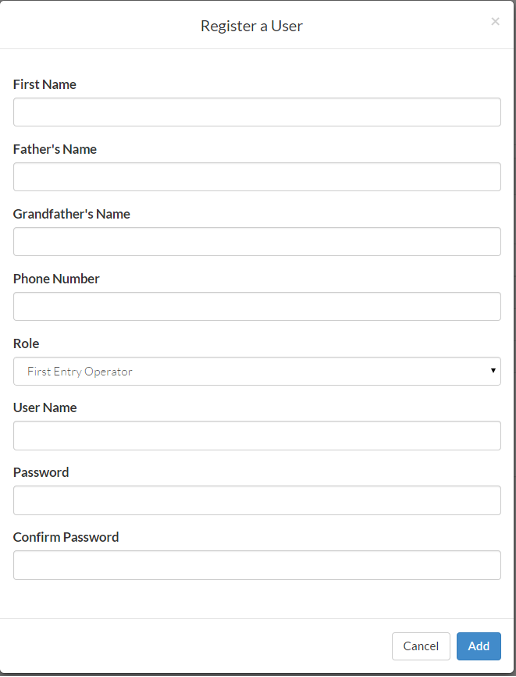 Register a User
×
First Name
Father's Name
Grandfather's Name
Phone Number
Role
First Entry Operator
User Name
Password
Confirm Password
Cancel Add